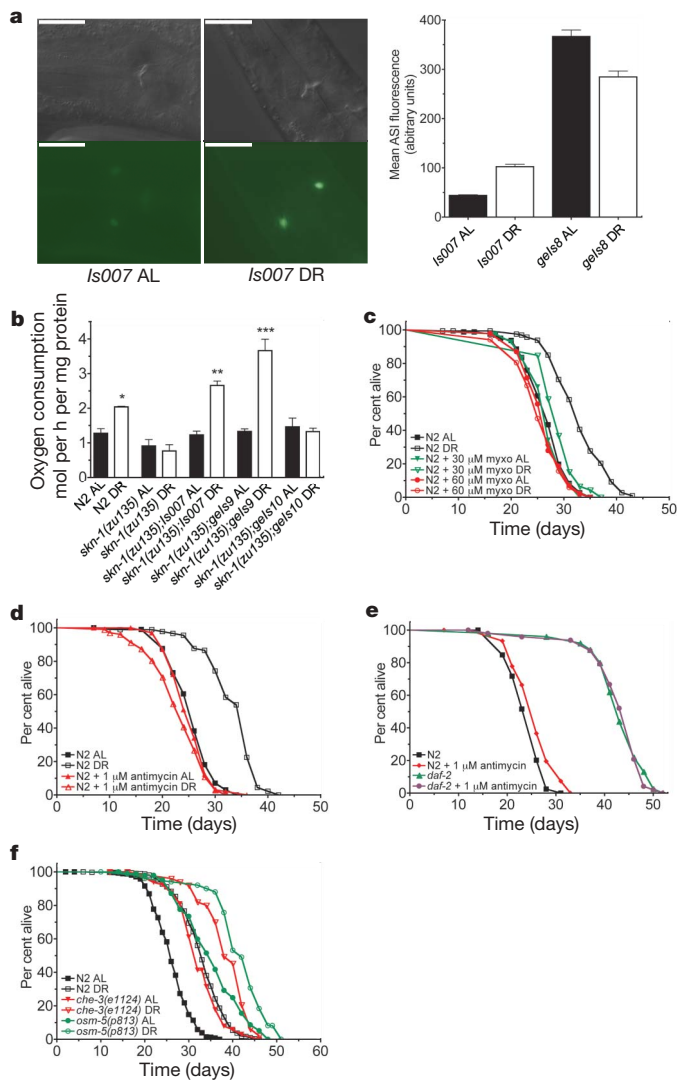 a
Is007 AL
Is007 DR
Mean ASI fluorescence
(abitrary units)
400
300
200
100
0
Is007 AL
Is007 DR
geIs8 AL
geIs8 DR
b
Oxygen consumption
mol per h per mg protein
5
4
3
2
1
0
*
**
***
N2 AL
N2 DR
skn-1(zu135) AL
skn-1(zu135) DR
skn-1(zu135);Is007 AL
skn-1(zu135);Is007 DR
skn-1(zu135);geIs9 AL
skn-1(zu135);geIs9 DR
skn-1(zu135);geIs10 AL
skn-1(zu135);geIs10 DR
c
Per cent alive
100
80
60
40
20
0
N2 AL
N2 DR
N2 + 30 μM myxo AL
N2 + 30 μM myxo DR
N2 + 60 μM myxo AL
N2 + 60 μM myxo DR
0 10 20 30 40 50
Time (days)
d
Per cent alive
100
80
60
40
20
0
N2 AL
N2 DR
N2 + 1 μM antimycin AL
N2 + 1 μM antimycin DR
0 10 20 30 40 50
Time (days)
e
Per cent alive
100
80
60
40
20
0
N2
N2 + 1 μM antimycin
daf-2
daf-2 + 1 μM antimycin
0 10 20 30 40 50
Time (days)
f
Per cent alive
100
80
60
40
20
0
N2 AL
N2 DR
che-3(e1124) AL
che-3(e1124) DR
osm-5(p813) AL
osm-5(p813) DR
0 10 20 30 40 50 60
Time (days)